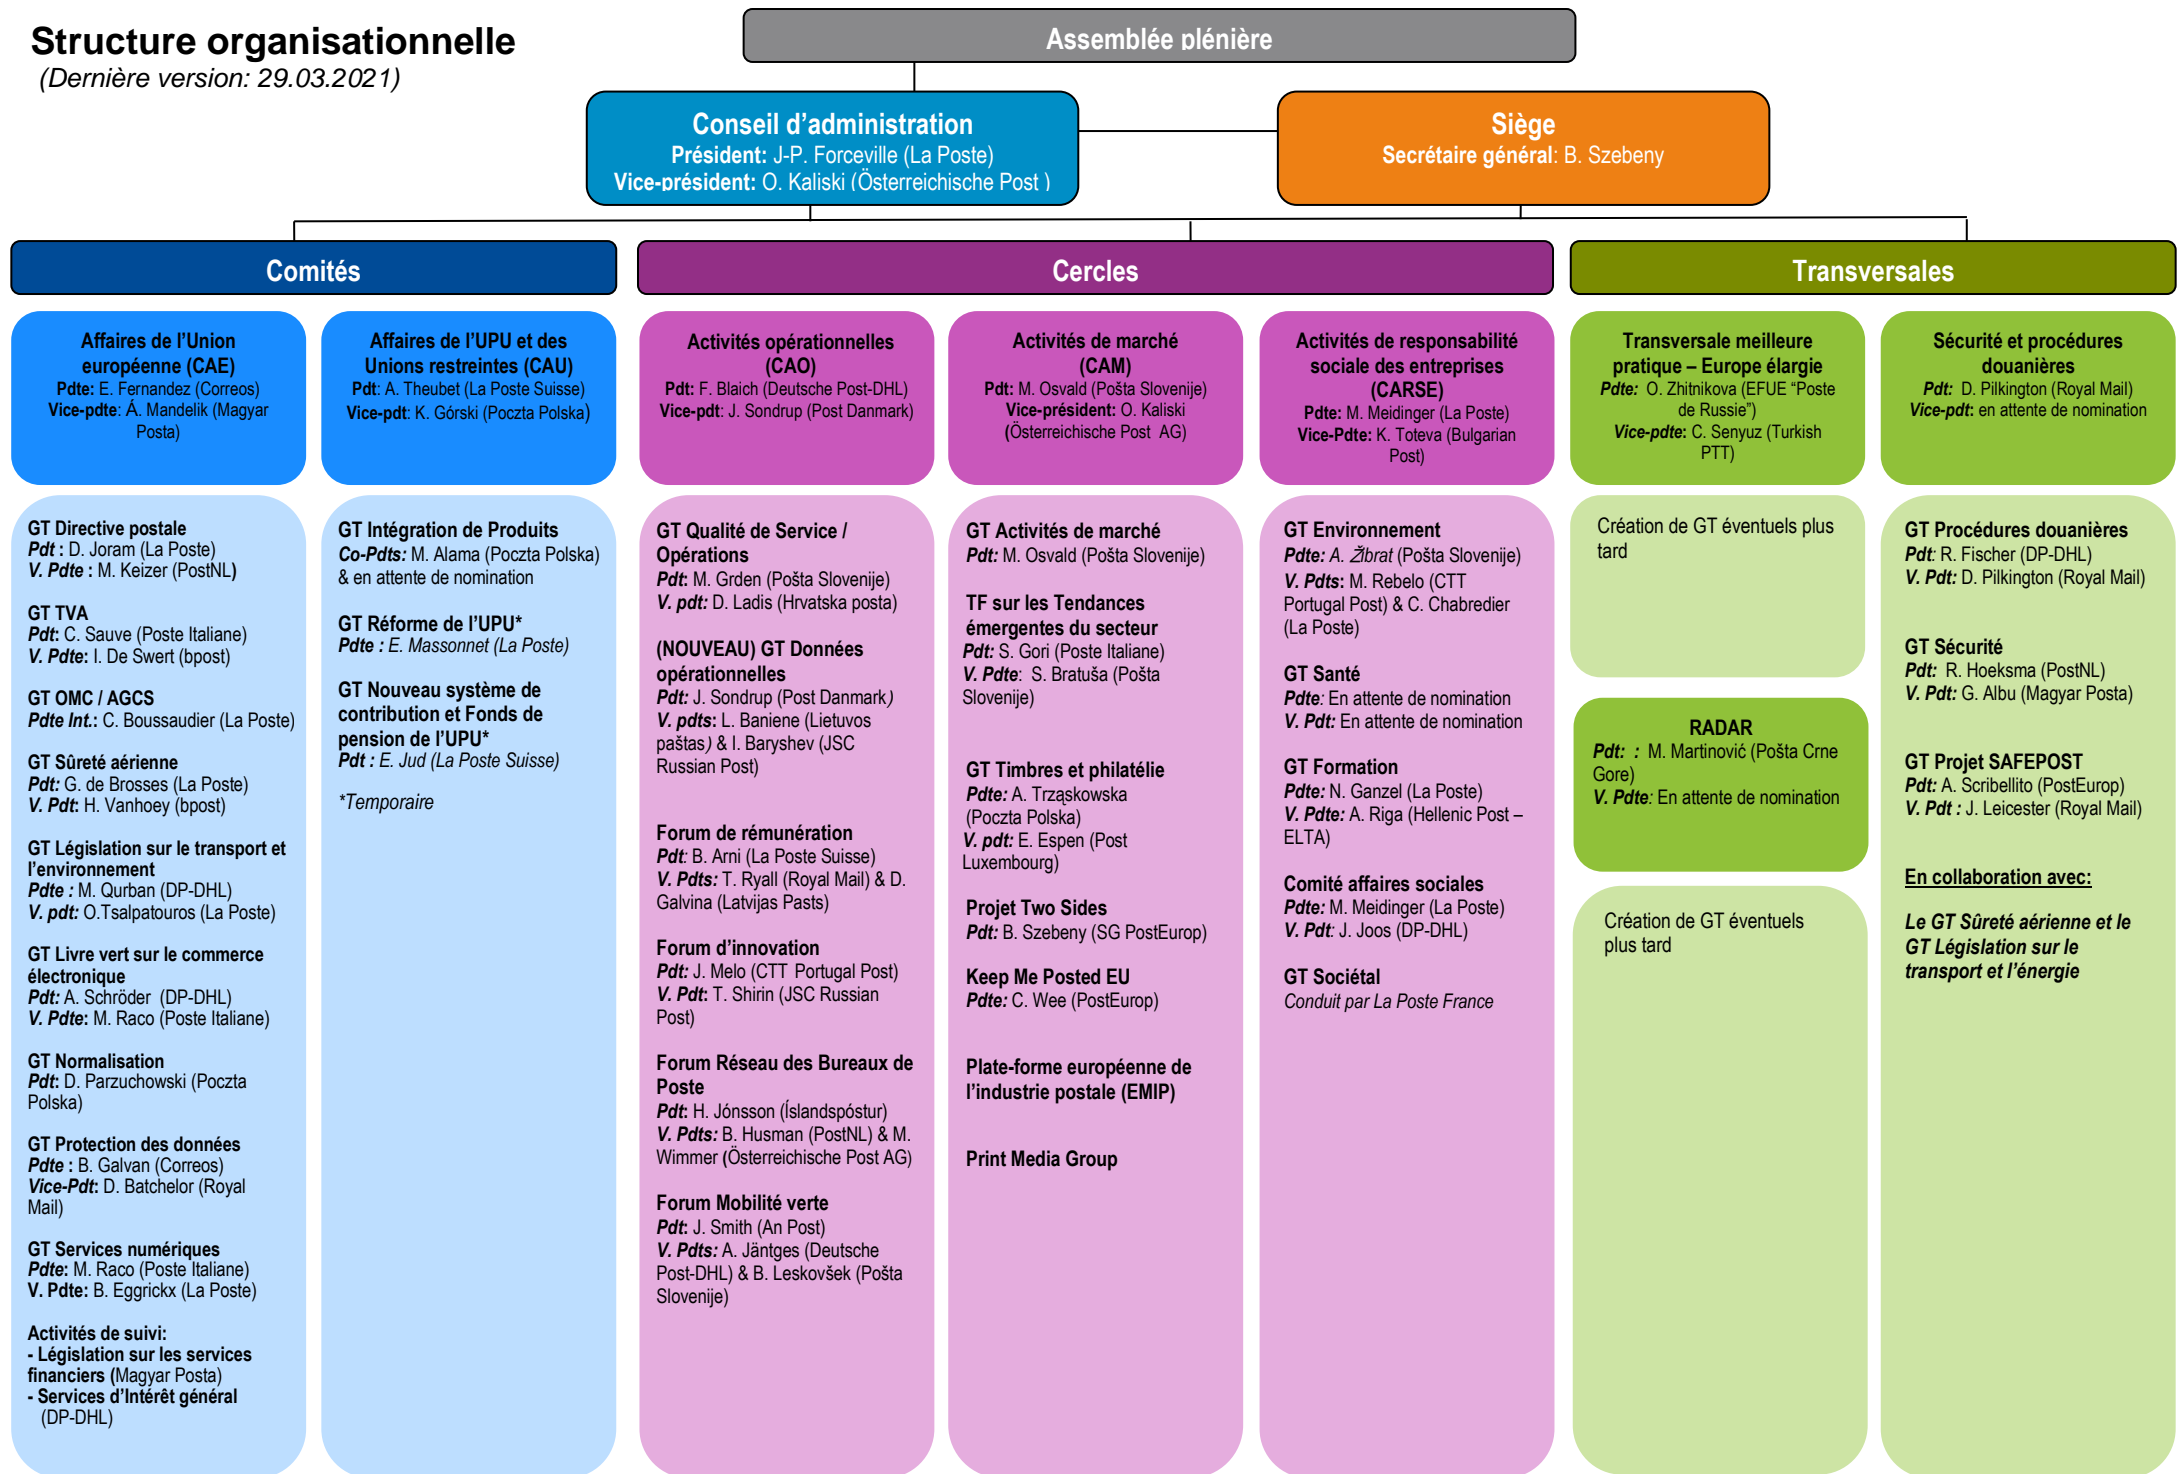 Structure organisationnelle
(Dernière version: 29.03.2021)
Assemblée plénière
Conseil d’administration
Président: J-P. Forceville (La Poste)
Vice-président: O. Kaliski (Österreichische Post )
Siège
Secrétaire général: B. Szebeny
Comités
Cercles
Transversales
Affaires de l’Union
européenne (CAE)
Pdte: E. Fernandez (Correos)
Vice-pdte: Á. Mandelik (Magyar
Posta)
Affaires de l’UPU et des
Unions restreintes (CAU)
Pdt: A. Theubet (La Poste Suisse)
Vice-pdt: K. Górski (Poczta Polska)
Activités opérationnelles
(CAO)
Pdt: F. Blaich (Deutsche Post-DHL)
Vice-pdt: J. Sondrup (Post Danmark)
Activités de marché
(CAM)
Pdt: M. Osvald (Pošta Slovenije)
Vice-président: O. Kaliski
(Österreichische Post AG)
Activités de responsabilité
sociale des entreprises
(CARSE)
Pdte: M. Meidinger (La Poste)
Vice-Pdte: K. Toteva (Bulgarian
Post)
Transversale meilleure
pratique – Europe élargie
Pdte: O. Zhitnikova (EFUE “Poste
de Russie”)
Vice-pdte: C. Senyuz (Turkish
PTT)
Sécurité et procédures
douanières
Pdt: D. Pilkington (Royal Mail)
Vice-pdt: en attente de nomination
GT Directive postale
Pdt : D. Joram (La Poste)
V. Pdte : M. Keizer (PostNL)
GT TVA
Pdt: C. Sauve (Poste Italiane)
V. Pdte: I. De Swert (bpost)
GT OMC / AGCS
Pdte Int.: C. Boussaudier (La Poste)
GT Sûreté aérienne
Pdt: G. de Brosses (La Poste)
V. Pdt: H. Vanhoey (bpost)
GT Législation sur le transport et
l’environnement
Pdte : M. Qurban (DP-DHL)
V. pdt: O.Tsalpatouros (La Poste)
GT Livre vert sur le commerce
électronique
Pdt: A. Schröder (DP-DHL)
V. Pdte: M. Raco (Poste Italiane)
GT Normalisation
Pdt: D. Parzuchowski (Poczta
Polska)
GT Protection des données
Pdte : B. Galvan (Correos)
Vice-Pdt: D. Batchelor (Royal
Mail)
GT Services numériques
Pdte: M. Raco (Poste Italiane)
V. Pdte: B. Eggrickx (La Poste)
Activités de suivi:
- Législation sur les services
financiers (Magyar Posta)
- Services d’Intérêt général
(DP-DHL)
GT Intégration de Produits
Co-Pdts: M. Alama (Poczta Polska)
& en attente de nomination
GT Réforme de l’UPU*
Pdte : E. Massonnet (La Poste)
GT Nouveau système de
contribution et Fonds de
pension de l’UPU*
Pdt : E. Jud (La Poste Suisse)
*Temporaire
GT Qualité de Service /
Opérations
Pdt: M. Grden (Pošta Slovenije)
V. pdt: D. Ladis (Hrvatska posta)
(NOUVEAU) GT Données
opérationnelles
Pdt: J. Sondrup (Post Danmark)
V. pdts: L. Baniene (Lietuvos
paštas) & I. Baryshev (JSC
Russian Post)
Forum de rémunération
Pdt: B. Arni (La Poste Suisse)
V. Pdts: T. Ryall (Royal Mail) & D.
Galvina (Latvijas Pasts)
Forum d’innovation
Pdt: J. Melo (CTT Portugal Post)
V. Pdt: T. Shirin (JSC Russian
Post)
Forum Réseau des Bureaux de
Poste
Pdt: H. Jónsson (Íslandspóstur)
V. Pdts: B. Husman (PostNL) & M.
Wimmer (Österreichische Post AG)
Forum Mobilité verte
Pdt: J. Smith (An Post)
V. Pdts: A. Jäntges (Deutsche
Post-DHL) & B. Leskovšek (Pošta
Slovenije)
GT Activités de marché
Pdt: M. Osvald (Pošta Slovenije)
TF sur les Tendances
émergentes du secteur
Pdt: S. Gori (Poste Italiane)
V. Pdte: S. Bratuša (Pošta
Slovenije)
GT Timbres et philatélie
Pdte: A. Trząskowska
(Poczta Polska)
V. pdt: E. Espen (Post
Luxembourg)
Projet Two Sides
Pdt: B. Szebeny (SG PostEurop)
Keep Me Posted EU
Pdte: C. Wee (PostEurop)
Plate-forme européenne de
l’industrie postale (EMIP)
Print Media Group
GT Environnement
Pdte: A. Žibrat (Pošta Slovenije)
V. Pdts: M. Rebelo (CTT
Portugal Post) & C. Chabredier
(La Poste)
GT Santé
Pdte: En attente de nomination
V. Pdt: En attente de nomination
GT Formation
Pdte: N. Ganzel (La Poste)
V. Pdte: A. Riga (Hellenic Post –
ELTA)
Comité affaires sociales
Pdte: M. Meidinger (La Poste)
V. Pdt: J. Joos (DP-DHL)
GT Sociétal
Conduit par La Poste France
Création de GT éventuels plus
tard
RADAR
Pdt: : M. Martinović (Pošta Crne
Gore)
V. Pdte: En attente de nomination
Création de GT éventuels
plus tard
GT Procédures douanières
Pdt: R. Fischer (DP-DHL)
V. Pdt: D. Pilkington (Royal Mail)
GT Sécurité
Pdt: R. Hoeksma (PostNL)
V. Pdt: G. Albu (Magyar Posta)
GT Projet SAFEPOST
Pdt: A. Scribellito (PostEurop)
V. Pdt : J. Leicester (Royal Mail)
En collaboration avec:
Le GT Sûreté aérienne et le
GT Législation sur le
transport et l’énergie